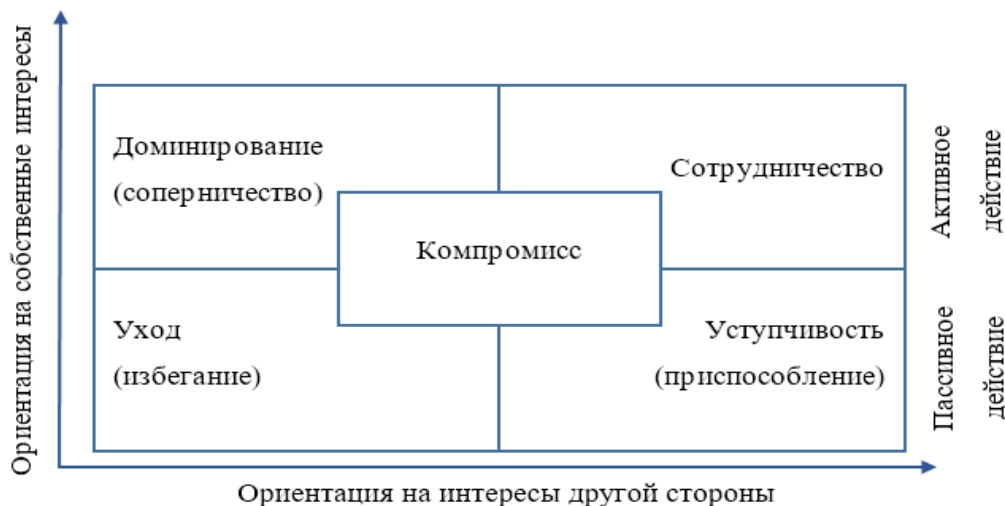 Ориентация на собственные интересы
Доминирование
(соперничество)
Сотрудничество
Компромисс
Уход
(избегание)
Уступчивость
(приспособление)
Активное
действие
Пассивное
действие
Ориентация на интересы другой стороны